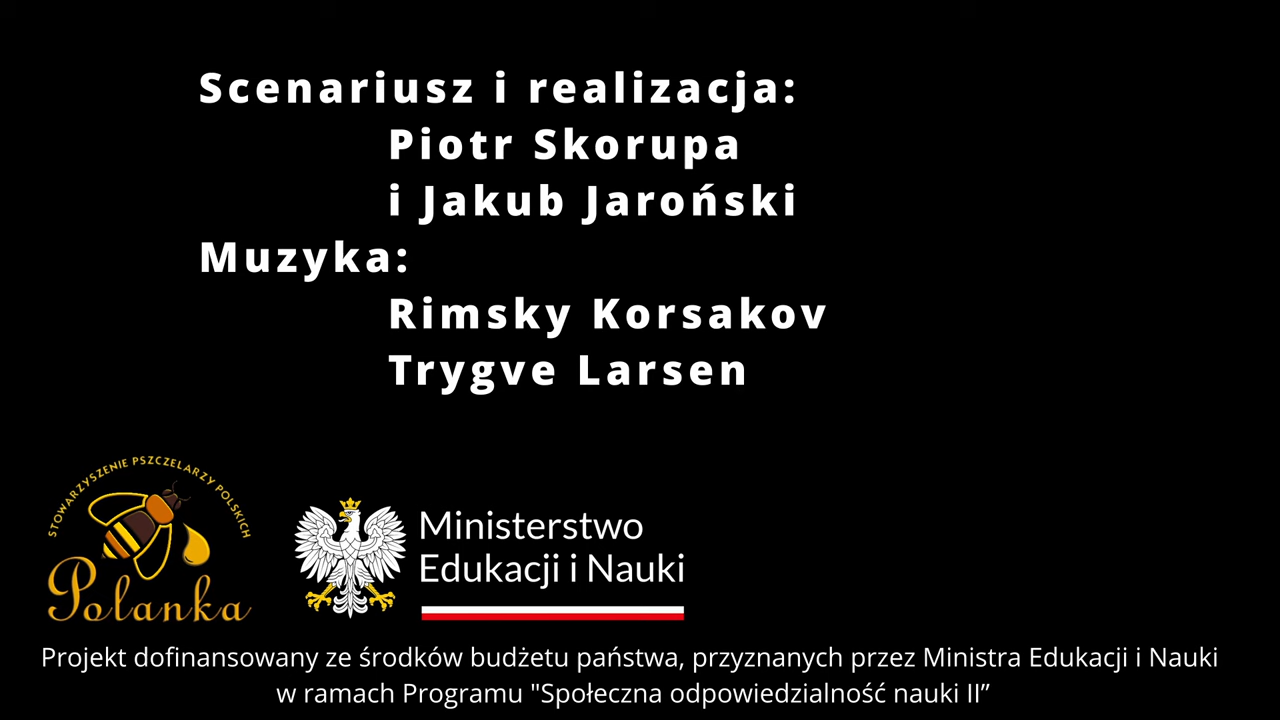 Scenariusz i realizacja:
Piotr Skorupa
i Jakub Jaroński
Muzyka:
Rimsky Korsakov
Trygve Larsen
STOWARZYSZENIE PSZCZELARZY POLSKICH
Polanka
Ministerstwo
Edukacji i Nauki
Projekt dofinansowany ze środków budżetu państwa, przyznanych przez Ministra Edukacji i Nauki
w ramach Programu "Społeczna odpowiedzialność nauki II”